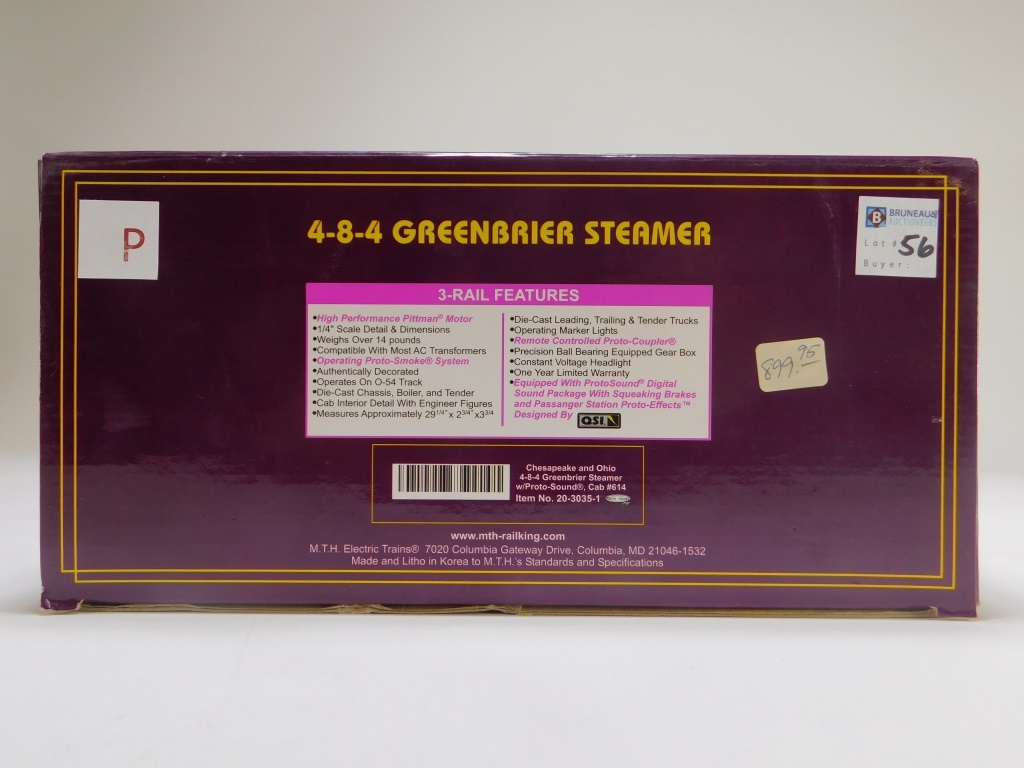 P
4-8-4 GREENBRIER STEAMER
BRUNEAU&
AUCTIONEERS
Lot # 56
Buyer:
3-RAIL FEATURES
•High Performance Pittman® Motor
•1/4" Scale Detail & Dimensions
•Weighs Over 14 pounds
•Compatible With Most AC Transformers
•Operating Proto-Smoke® System
•Authentically Decorated
•Operates On O-54 Track
•Die-Cast Chassis, Boiler, and Tender
•Cab Interior Detail With Engineer Figures
•Measures Approximately 29 1/4" x 2 3/4" x3 3/4
•Die-Cast Leading, Trailing & Tender Trucks
•Operating Marker Lights
•Remote Controlled Proto-Coupler®
•Precision Ball Bearing Equipped Gear Box
•Constant Voltage Headlight
•One Year Limited Warranty
•Equipped With ProtoSound® Digital
Sound Package With Squeaking Brakes
and Passanger Station Proto-Effects™
Designed By QSI
899.95
Chesapeake and Ohio
4-8-4 Greenbrier Steamer
w/Proto-Sound®, Cab #614
Item No. 20-3035-1
www.mth-railking.com
M.T.H. Electric Trains® 7020 Columbia Gateway Drive, Columbia, MD 21046-1532
Made and Litho in Korea to M.T.H.'s Standards and Specifications